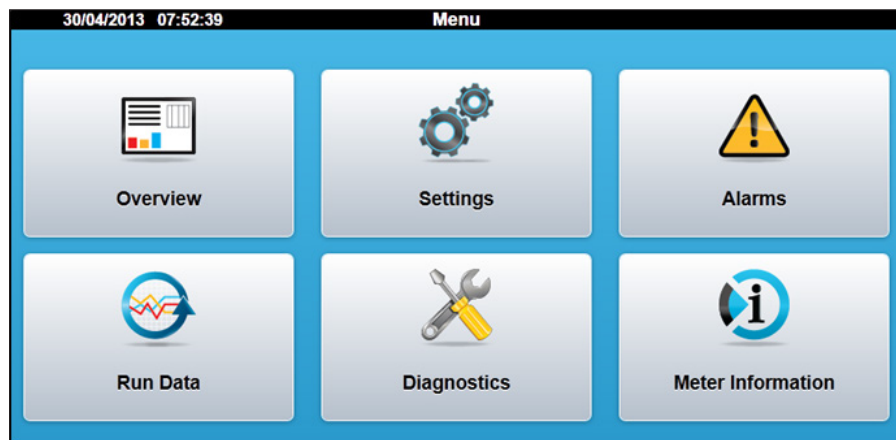 30/04/2013 07:52:39 Menu
Overview Settings Alarms
Run Data Diagnostics Meter Information